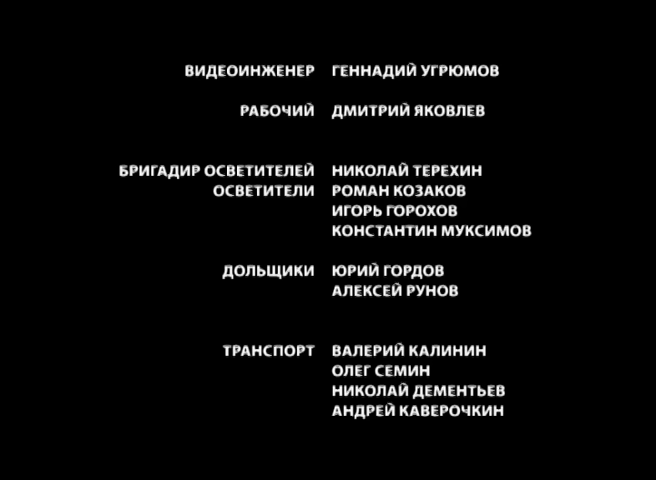 ВИДЕОИНЖЕНЕР ГЕННАДИЙ УГРЮМОВ
РАБОЧИЙ ДМИТРИЙ ЯКОВЛЕВ
БРИГАДИР ОСВЕТИТЕЛЕЙ НИКОЛАЙ ТЕРЕХИН
ОСВЕТИТЕЛИ РОМАН КОЗАКОВ
ИГОРЬ ГОРОХОВ
КОНСТАНТИН МУКСИМОВ
ДОЛЬЩИКИ ЮРИЙ ГОРДОВ
АЛЕКСЕЙ РУНОВ
ТРАНСПОРТ ВАЛЕРИЙ КАЛИНИН
ОЛЕГ СЕМИН
НИКОЛАЙ ДЕМЕНТЬЕВ
АНДРЕЙ КАВЕРОЧКИН